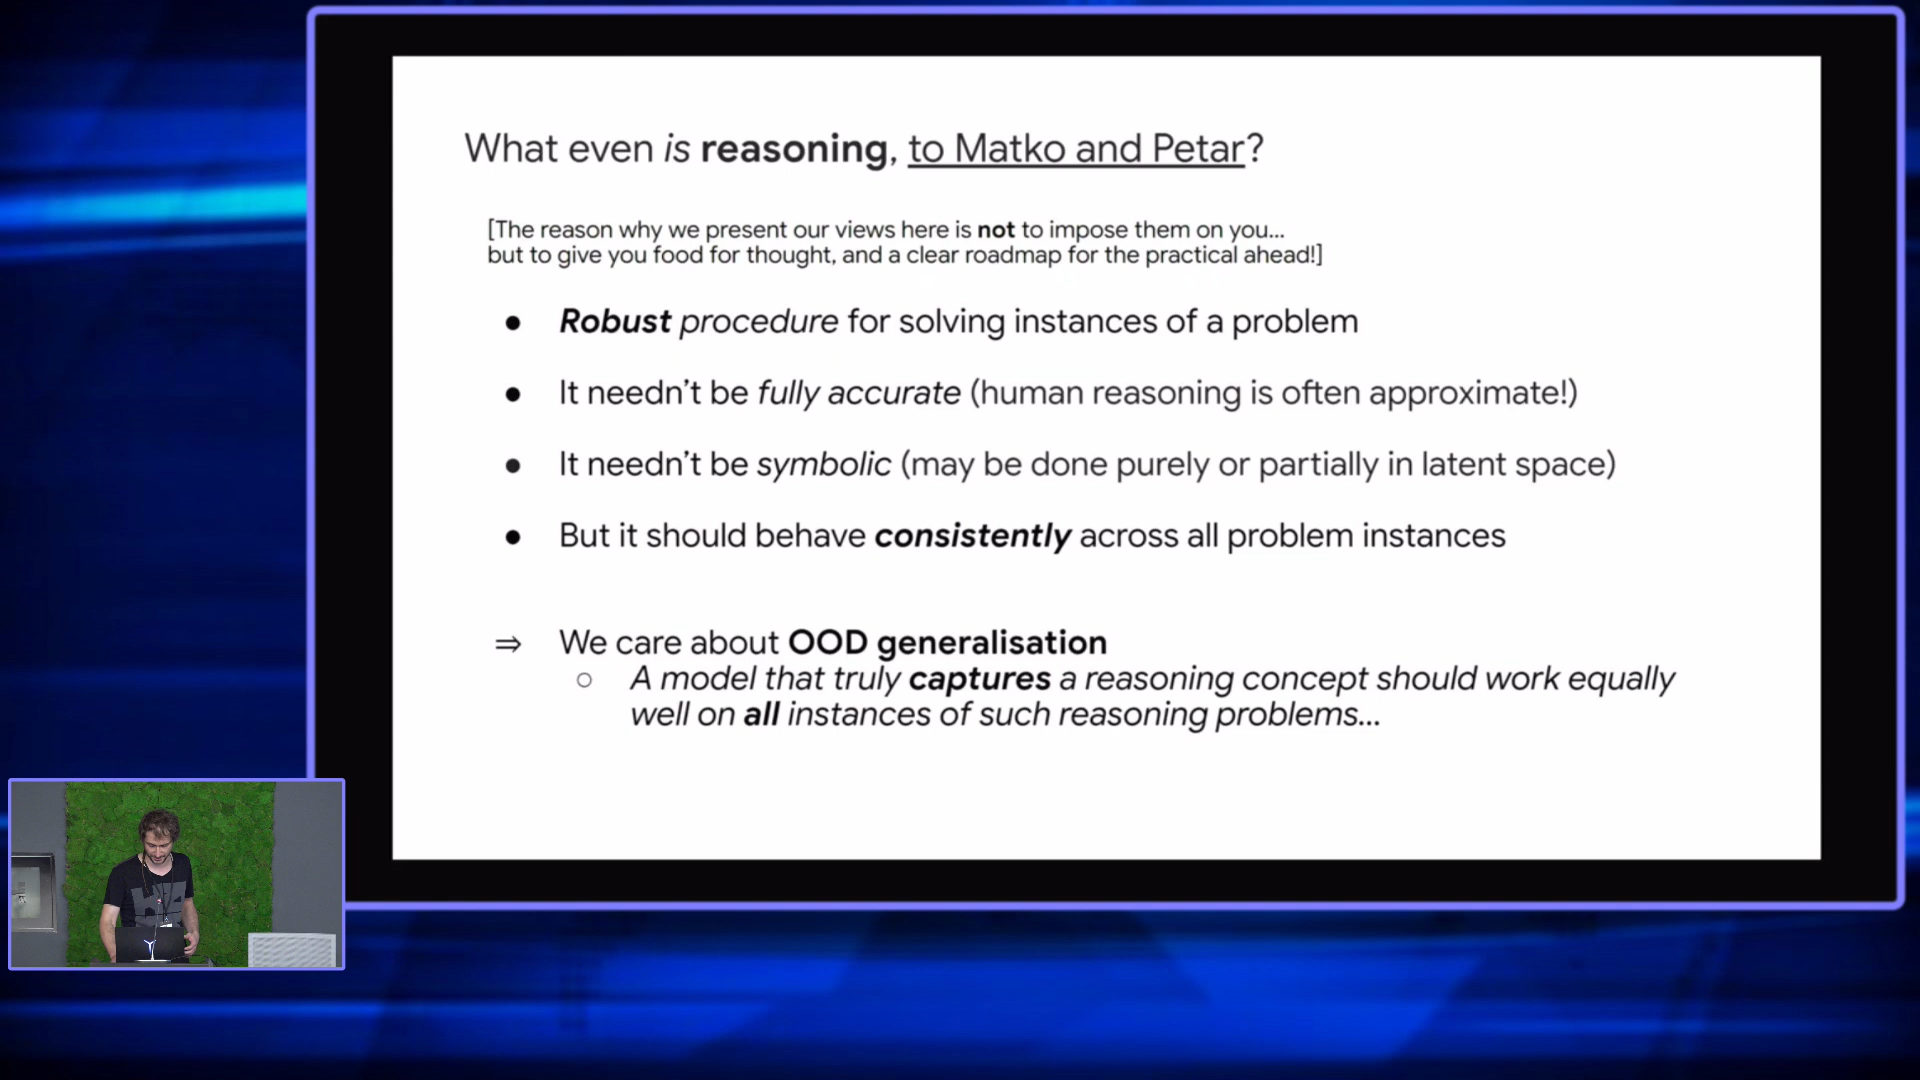 What even is reasoning, to Matko and Petar?
[The reason why we present our views here is not to impose them on you...
but to give you food for thought, and a clear roadmap for the practical ahead!]
● Robust procedure for solving instances of a problem
● It needn’t be fully accurate (human reasoning is often approximate!)
● It needn’t be symbolic (may be done purely or partially in latent space)
● But it should behave consistently across all problem instances
⇒ We care about OOD generalisation
○ A model that truly captures a reasoning concept should work equally
well on all instances of such reasoning problems...